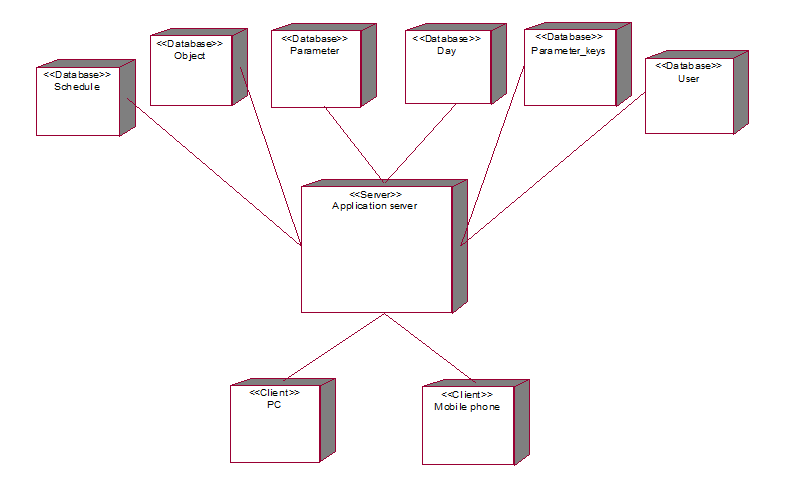 <<Database>>
Schedule
<<Database>>
Object
<<Database>>
Parameter
<<Database>>
Day
<<Database>>
Parameter_keys
<<Database>>
User
<<Server>>
Application server
<<Client>>
PC
<<Client>>
Mobile phone